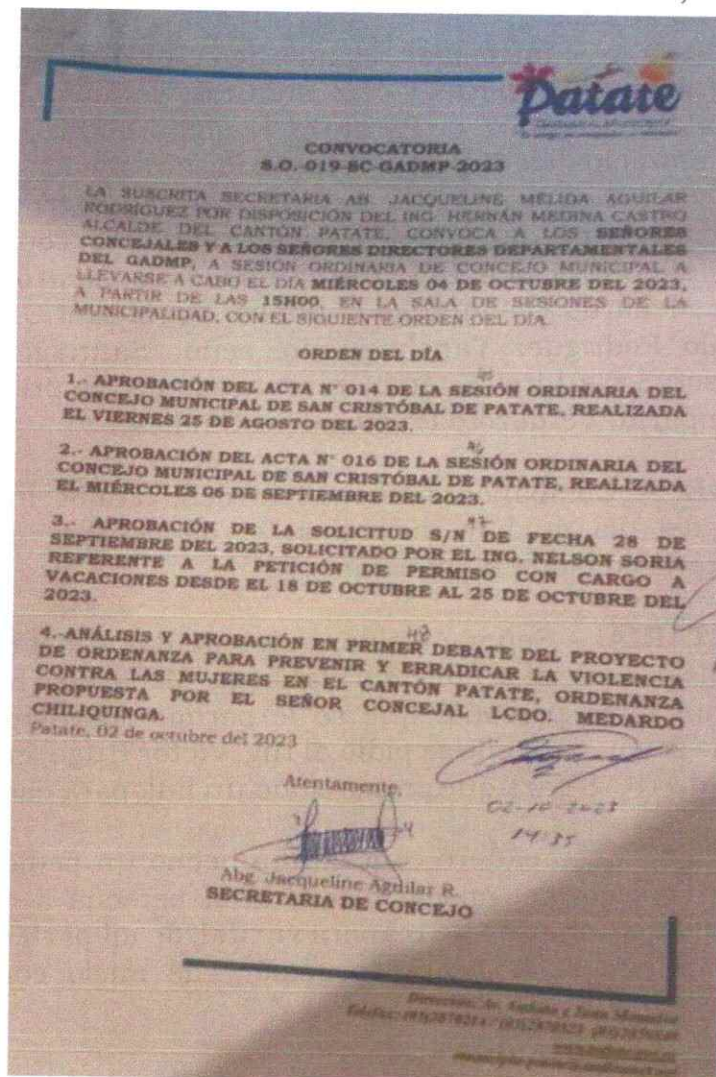 Patate
CONVOCATORIA
S.O.-019-SC-GADMP-2023
LA SUSCRITA SECRETARIA AB. JACQUELINE MELIDA AGUILAR
RODRÍGUEZ POR DISPOSICIÓN DEL ING. HERNÁN MEDINA CASTRO
ALCALDE DEL CANTÓN PATATE, CONVOCA A LOS SEÑORES
CONCEJALES Y A LOS SEÑORES DIRECTORES DEPARTAMENTALES
DEL GADMP, A SESIÓN ORDINARIA DE CONCEJO MUNICIPAL A
LLEVARSE A CABO EL DÍA MIÉRCOLES 04 DE OCTUBRE DEL 2023,
A PARTIR DE LAS 15H00, EN LA SALA DE SESIONES DE LA
MUNICIPALIDAD, CON EL SIGUIENTE ORDEN DEL DÍA.
ORDEN DEL DÍA
1.- APROBACIÓN DEL ACTA N° 014 DE LA SESIÓN ORDINARIA DEL
CONCEJO MUNICIPAL DE SAN CRISTÓBAL DE PATATE, REALIZADA
EL VIERNES 25 DE AGOSTO DEL 2023.
2.- APROBACIÓN DEL ACTA N° 016 DE LA SESIÓN ORDINARIA DEL
CONCEJO MUNICIPAL DE SAN CRISTÓBAL DE PATATE, REALIZADA
EL MIÉRCOLES 06 DE SEPTIEMBRE DEL 2023.
47
3.- APROBACIÓN DE LA SOLICITUD S/N DE FECHA 28 DE
SEPTIEMBRE DEL 2023, SOLICITADO POR EL ING. NELSON SORIA
REFERENTE A LA PETICIÓN DE PERMISO CON CARGO A
VACACIONES DESDE EL 18 DE OCTUBRE AL 25 DE OCTUBRE DEL
2023.
48
4.-ANÁLISIS Y APROBACIÓN EN PRIMER DEBATE DEL PROYECTO
DE ORDENANZA PARA PREVENIR Y ERRADICAR LA VIOLENCIA
CONTRA LAS MUJERES EN EL CANTÓN PATATE, ORDENANZA
PROPUESTA POR EL SEÑOR CONCEJAL LCDO. MEDARDO
CHILIQUINGA.
Patate, 02 de octubre del 2023
Atentamente,
02-10-2023
14:35
Abg. Jacqueline Aguilar R.
SECRETARIA DE CONCEJO
Dirección: Av.